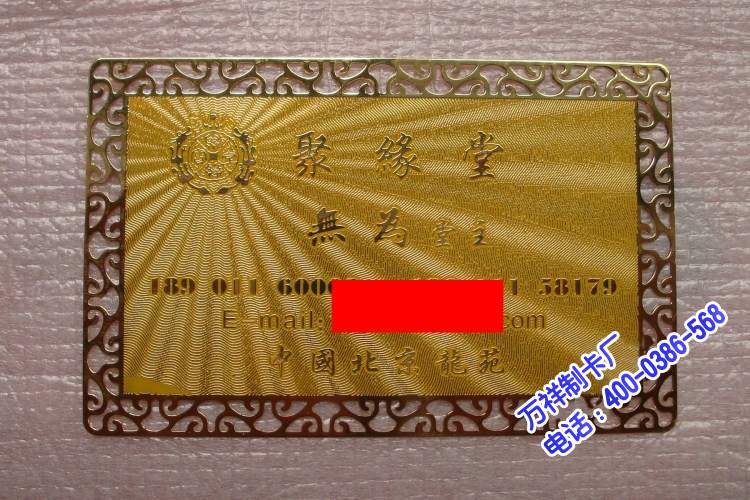 聚緣堂
無為 堂主
189 011 600 1 58179
E-mail: com
中國北京龍苑
万祥制卡厂
电话：400-0386-568